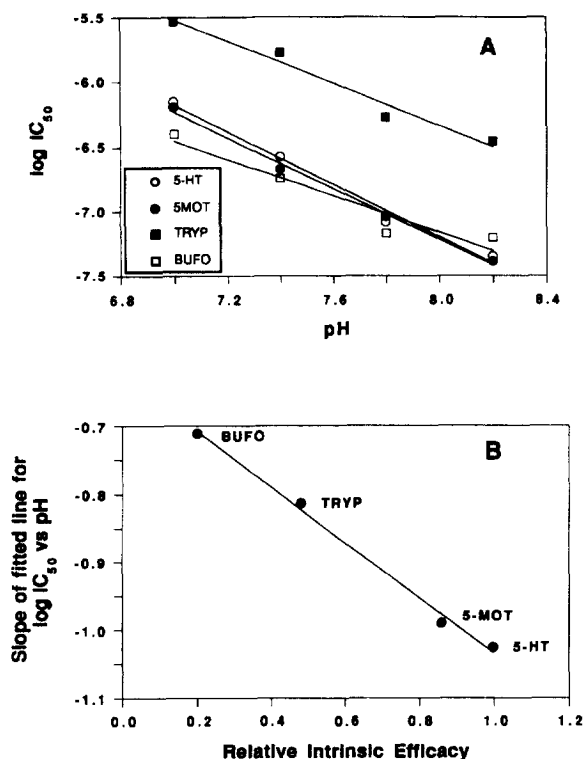 A
log IC50
-5.5
-6.0
-6.5
-7.0
-7.5
5-HT
5MOT
TRYP
BUFO
6.8 7.2 7.6 8.0 8.4
pH
B
Slope of fitted line for
log IC50 vs pH
-0.7
-0.8
-0.9
-1.0
-1.1
BUFO
TRYP
5-MOT
5-HT
0.0 0.2 0.4 0.6 0.8 1.0 1.2
Relative Intrinsic Efficacy